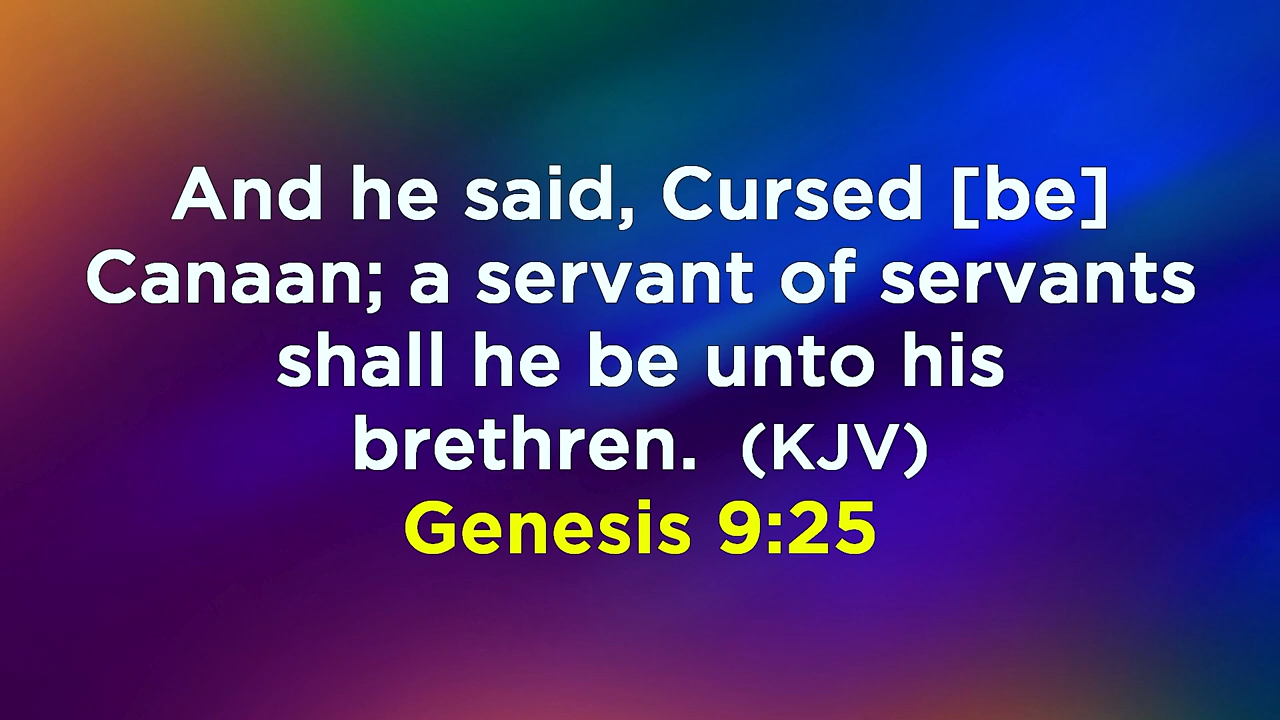 And he said, Cursed [be]
Canaan; a servant of servants
shall he be unto his
brethren. (KJV)
Genesis 9:25